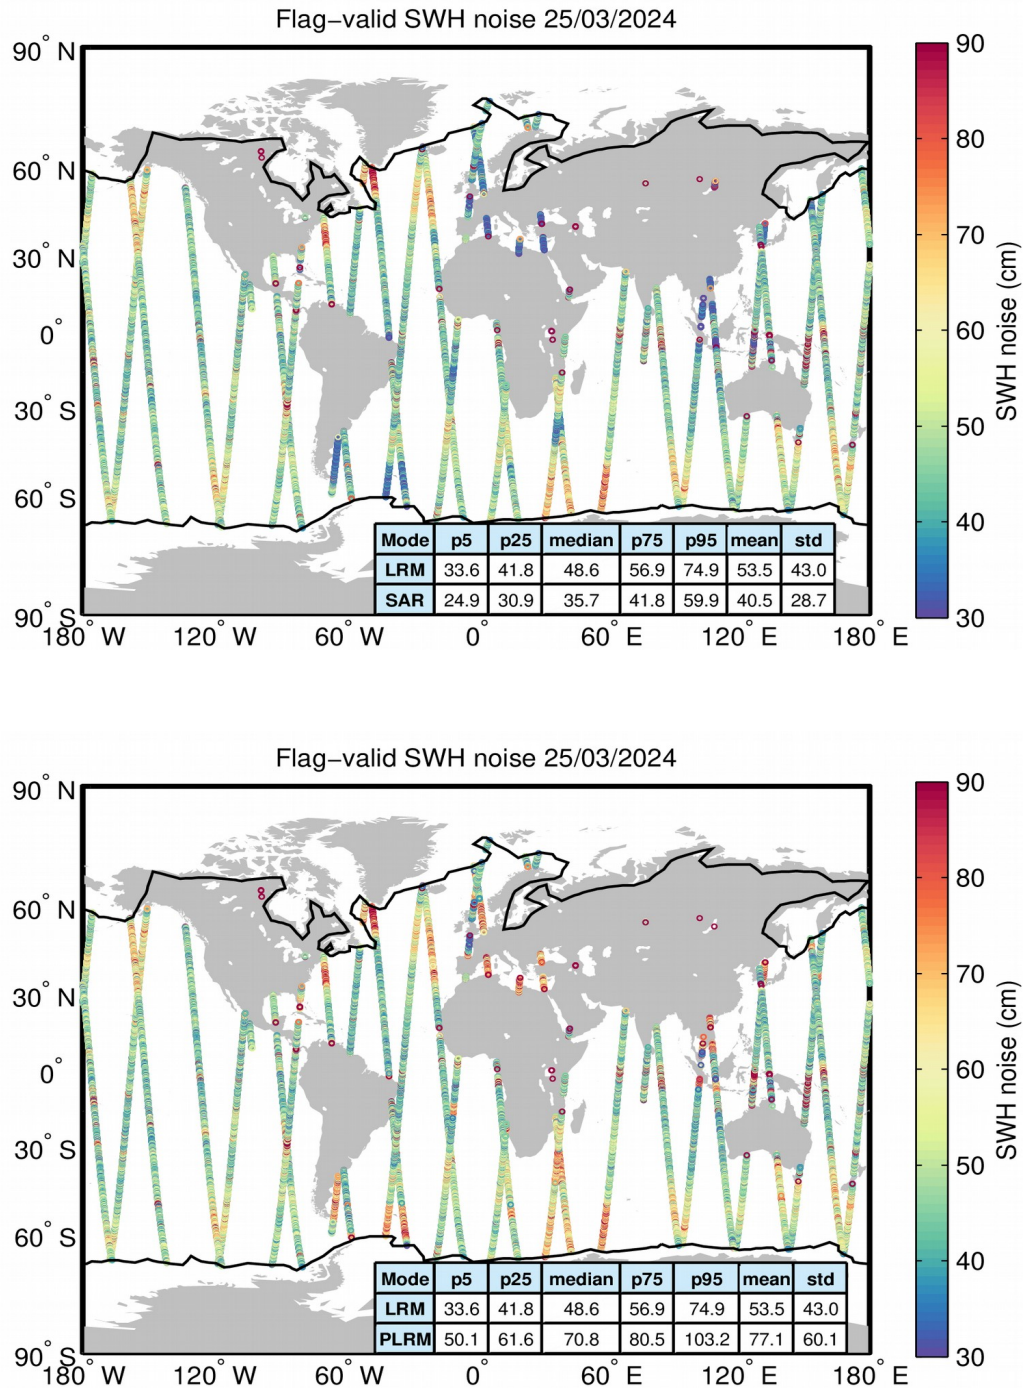 Flag−valid SWH noise 25/03/2024
90° N
60° N
30° N
0°
30° S
60° S
90° S
180° W
120° W
60° W
0°
60° E
120° E
180° E
90
80
70
60
50
40
30
SWH noise (cm)
Mode p5 p25 median p75 p95 mean std
LRM 33.6 41.8 48.6 56.9 74.9 53.5 43.0
SAR 24.9 30.9 35.7 41.8 59.9 40.5 28.7
Flag−valid SWH noise 25/03/2024
90° N
60° N
30° N
0°
30° S
60° S
90° S
180° W
120° W
60° W
0°
60° E
120° E
180° E
90
80
70
60
50
40
30
SWH noise (cm)
Mode p5 p25 median p75 p95 mean std
LRM 33.6 41.8 48.6 56.9 74.9 53.5 43.0
PLRM 50.1 61.6 70.8 80.5 103.2 77.1 60.1